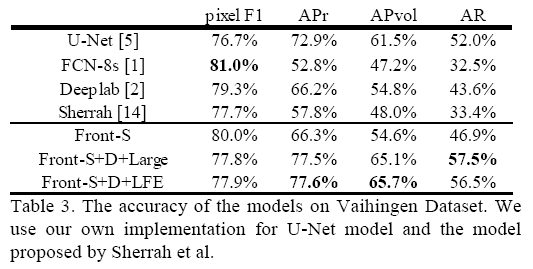 pixel F1 APr APvol AR
U-Net [5] 76.7% 72.9% 61.5% 52.0%
FCN-8s [1] 81.0% 52.8% 47.2% 32.5%
Deeplab [2] 79.3% 66.2% 54.8% 43.6%
Sherrah [14] 77.7% 57.8% 48.0% 33.4%
Front-S 80.0% 66.3% 54.6% 46.9%
Front-S+D+Large 77.8% 77.5% 65.1% 57.5%
Front-S+D+LFE 77.9% 77.6% 65.7% 56.5%
Table 3. The accuracy of the models on Vaihingen Dataset. We
use our own implementation for U-Net model and the model
proposed by Sherrah et al.